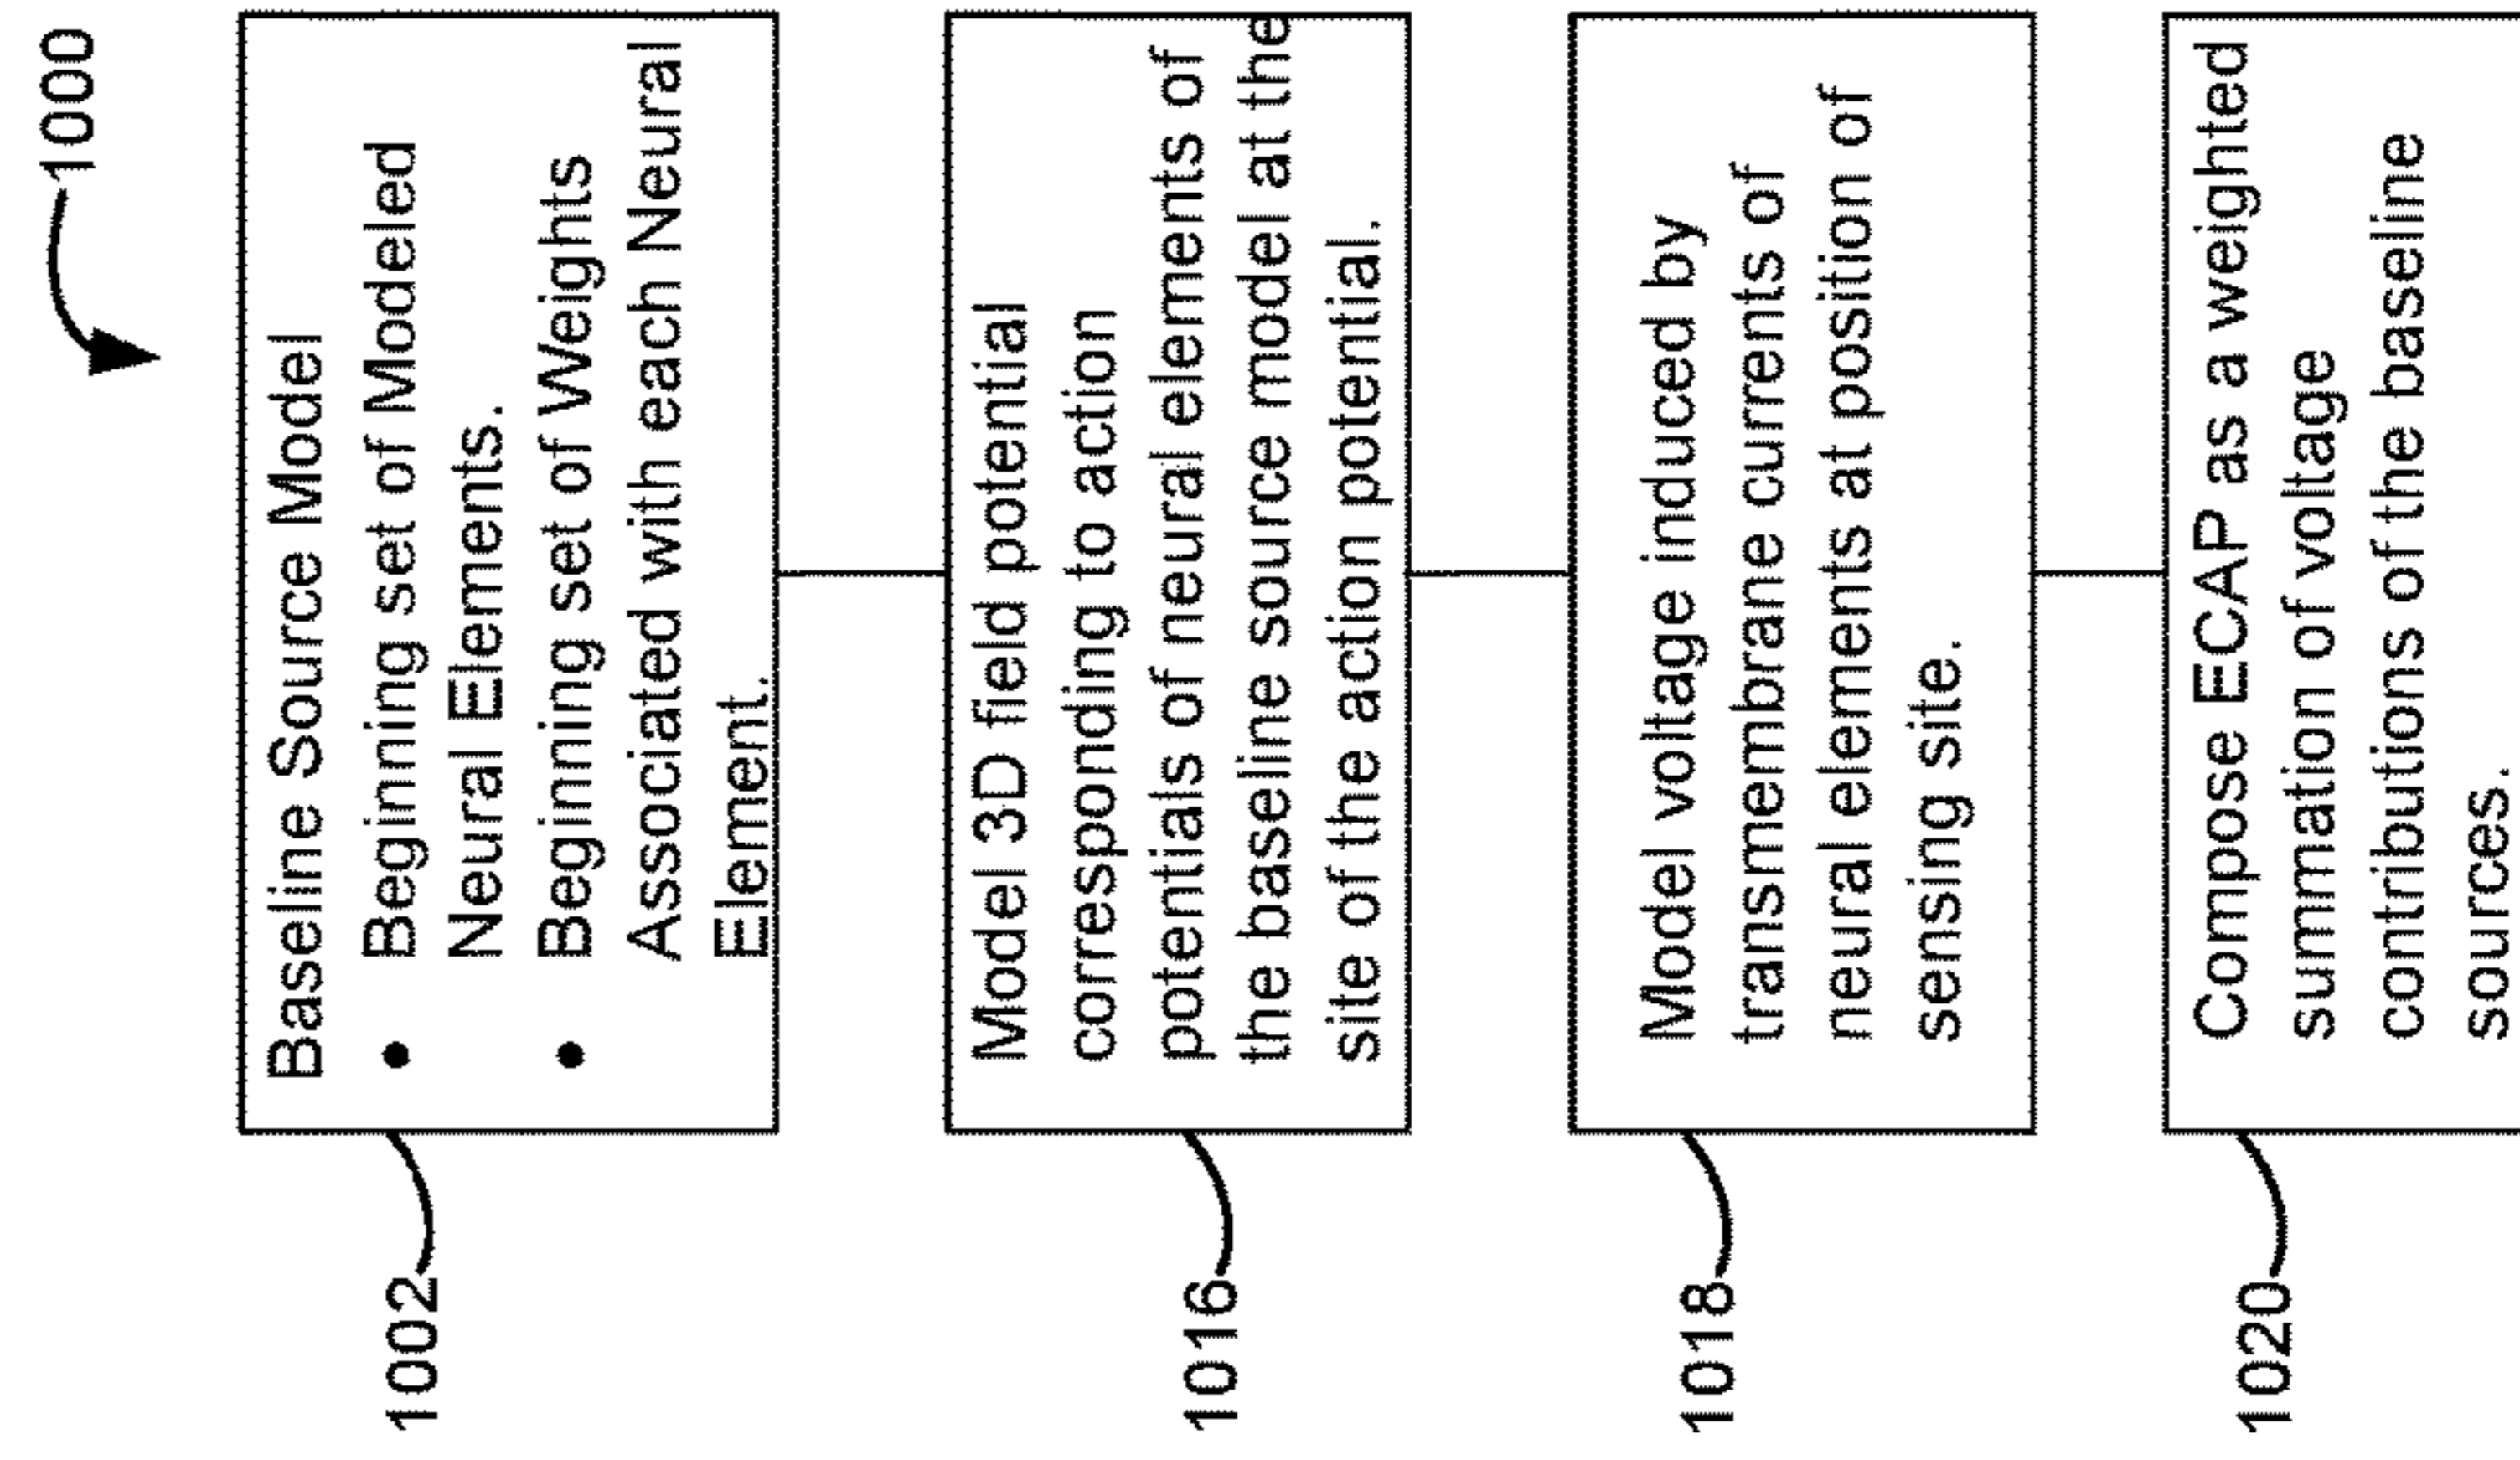 1000
Baseline Source Model
• Beginning set of Modeled
Neural Elements.
• Beginning set of Weights
Associated with each Neural
Element.
1002
Model 3D field potential
corresponding to action
potentials of neural elements of
the baseline source model at the
site of the action potential.
1016
Model voltage induced by
transmembrane currents of
neural elements at position of
sensing site.
1018
Compose ECAP as a weighted
summation of voltage
contributions of the baseline
sources.
1020